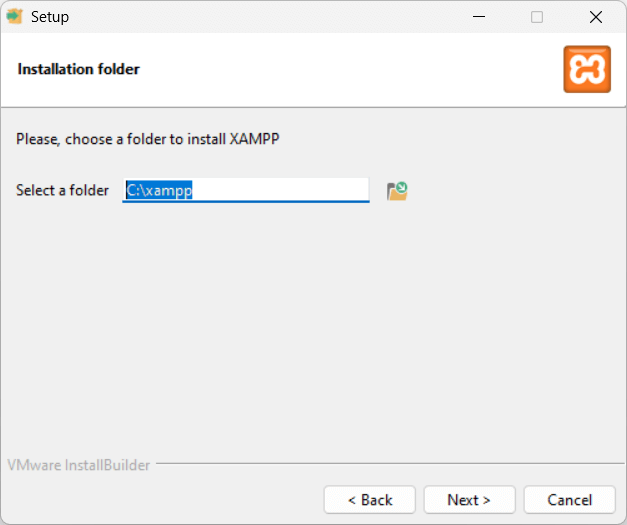 Setup
Installation folder
Please, choose a folder to install XAMPP
Select a folder C:\xampp
VMware InstallBuilder
< Back Next > Cancel